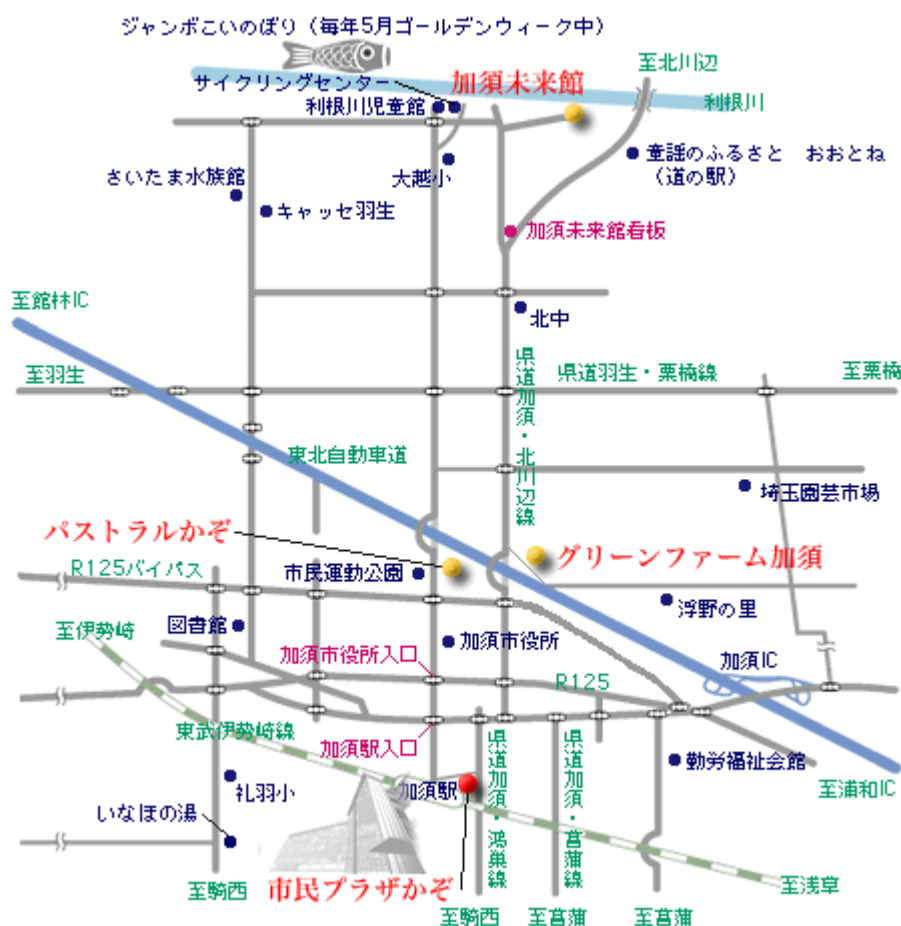 ジャンボこいのぼり（毎年5月ゴールデンウィーク中）
至北川辺
サイクリングセンター
加須未来館
利根川児童館
利根川
さいたま水族館
大越小
童謡のふるさと　おおとね
（道の駅）
キャッセ羽生
加須未来館看板
至館林IC
北中
至羽生
県道羽生・栗橋線
至栗橋
県道加須・北川辺線
東北自動車道
埼玉園芸市場
パストラルかぞ
グリーンファーム加須
R125バイパス
市民運動公園
浮野の里
図書館
至伊勢崎
加須市役所
加須市役所入口
加須IC
R125
東武伊勢崎線
加須駅入口
県道加須・鴻巣線
県道加須・菖蒲線
勤労福祉会館
礼羽小
加須駅
至浦和IC
いなほの湯
至騎西
市民プラザかぞ
至浅草
至騎西
至菖蒲
至菖蒲